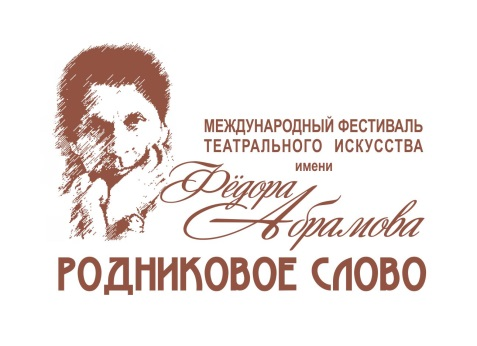 МЕЖДУНАРОДНЫЙ ФЕСТИВАЛЬ
ТЕАТРАЛЬНОГО ИСКУССТВА
имени
Фёдора
Абрамова
РОДНИКОВОЕ СЛОВО